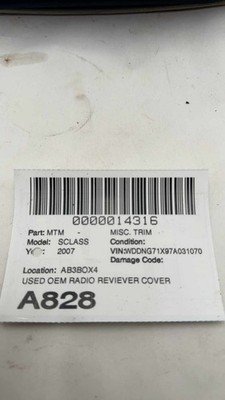 0000014316
Part: MTM - MISC. TRIM
Model: SCLASS Condition:
Year: 2007 VIN:WDDNG71X97A031070
Damage Code:
Location: AB3BOX4
USED OEM RADIO REVIEVER COVER
A828